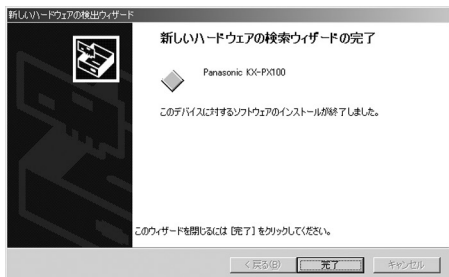 新しいハードウェアの検出ウィザード
新しいハードウェアの検索ウィザードの完了
Panasonic KX-PX100
このデバイスに対するソフトウェアのインストールが終了しました。
このウィザードを閉じるには [完了] をクリックしてください。
< 戻る(B)
完了
キャンセル